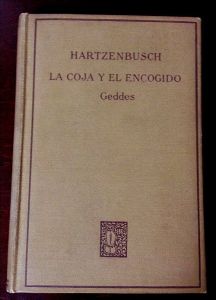 HARTZENBUSCH
LA COJA Y EL ENCOGIDO
Geddes